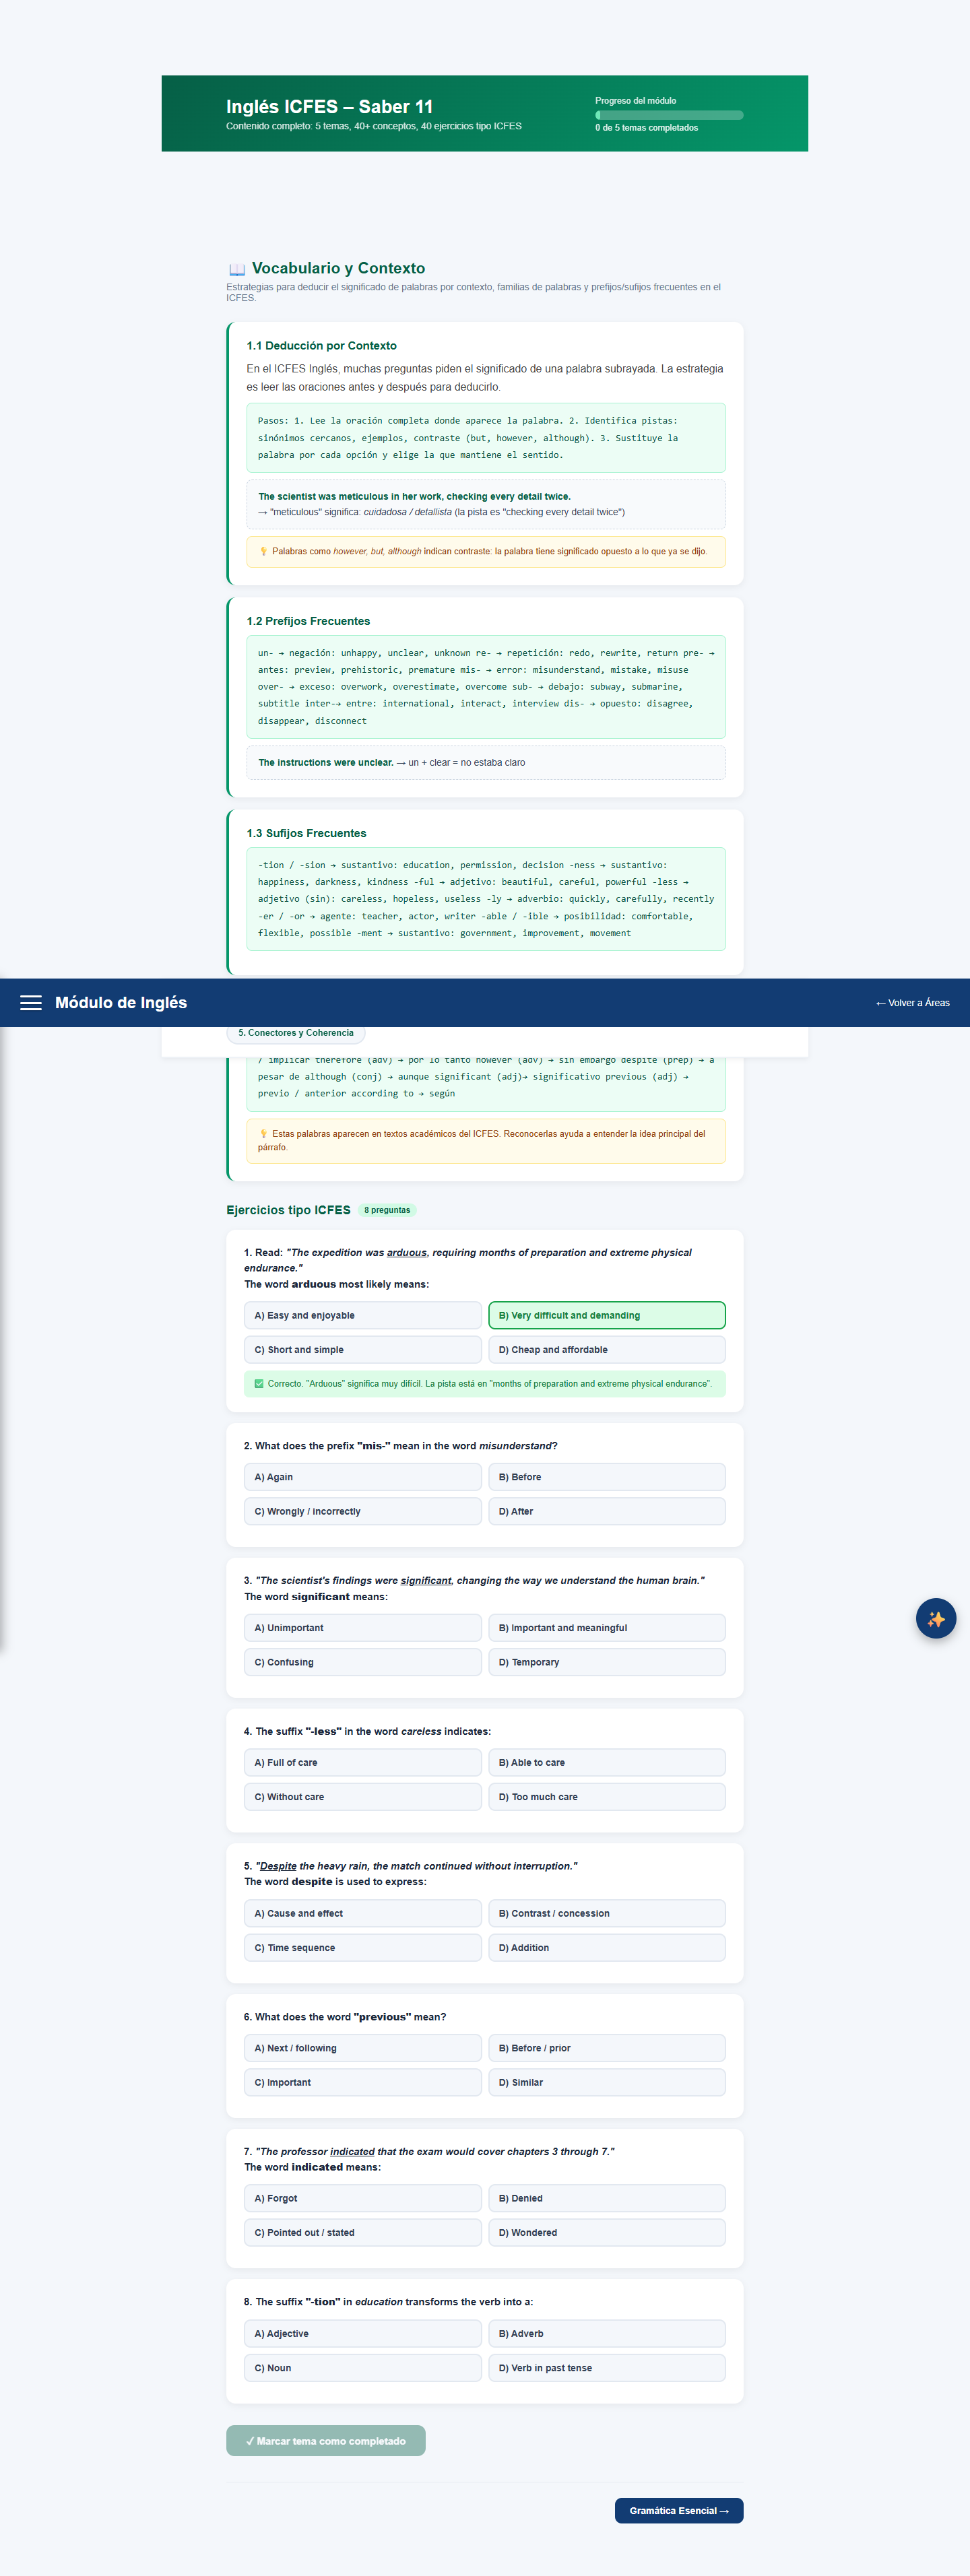 Inglés ICFES – Saber 11
Contenido completo: 5 temas, 40+ conceptos, 40 ejercicios tipo ICFES
Progreso del módulo
0 de 5 temas completados
Vocabulario y Contexto
Estrategias para deducir el significado de palabras por contexto, familias de palabras y prefijos/sufijos frecuentes en el
ICFES.
1.1 Deducción por Contexto
En el ICFES Inglés, muchas preguntas piden el significado de una palabra subrayada. La estrategia
es leer las oraciones antes y después para deducirlo.
Pasos: 1. Lee la oración completa donde aparece la palabra. 2. Identifica pistas:
sinónimos cercanos, ejemplos, contraste (but, however, although). 3. Sustituye la
palabra por cada opción y elige la que mantiene el sentido.
The scientist was meticulous in her work, checking every detail twice.
→ "meticulous" significa: cuidadosa / detallista (la pista es "checking every detail twice")
Palabras como however, but, although indican contraste: la palabra tiene significado opuesto a lo que ya se dijo.
1.2 Prefijos Frecuentes
un- → negación: unhappy, unclear, unknown re- → repetición: redo, rewrite, return pre- →
antes: preview, prehistoric, premature mis- → error: misunderstand, mistake, misuse
over- → exceso: overwork, overestimate, overcome sub- → debajo: subway, submarine,
subtitle inter-→ entre: international, interact, interview dis- → opuesto: disagree,
disappear, disconnect
The instructions were unclear. → un + clear = no estaba claro
1.3 Sufijos Frecuentes
-tion / -sion → sustantivo: education, permission, decision -ness → sustantivo:
happiness, darkness, kindness -ful → adjetivo: beautiful, careful, powerful -less →
adjetivo (sin): careless, hopeless, useless -ly → adverbio: quickly, carefully, recently
-er / -or → agente: teacher, actor, writer -able / -ible → posibilidad: comfortable,
flexible, possible -ment → sustantivo: government, improvement, movement
Módulo de Inglés
← Volver a Áreas
5. Conectores y Coherencia
/ implicar therefore (adv) → por lo tanto however (adv) → sin embargo despite (prep) → a
pesar de although (conj) → aunque significant (adj)→ significativo previous (adj) →
previo / anterior according to → según
Estas palabras aparecen en textos académicos del ICFES. Reconocerlas ayuda a entender la idea principal del
párrafo.
Ejercicios tipo ICFES 8 preguntas
1. Read: "The expedition was arduous, requiring months of preparation and extreme physical
endurance."
The word arduous most likely means:
A) Easy and enjoyable
B) Very difficult and demanding
C) Short and simple
D) Cheap and affordable
Correcto. "Arduous" significa muy difícil. La pista está en "months of preparation and extreme physical endurance".
2. What does the prefix "mis-" mean in the word misunderstand?
A) Again
B) Before
C) Wrongly / incorrectly
D) After
3. "The scientist's findings were significant, changing the way we understand the human brain."
The word significant means:
A) Unimportant
B) Important and meaningful
C) Confusing
D) Temporary
4. The suffix "-less" in the word careless indicates:
A) Full of care
B) Able to care
C) Without care
D) Too much care
5. "Despite the heavy rain, the match continued without interruption."
The word despite is used to express:
A) Cause and effect
B) Contrast / concession
C) Time sequence
D) Addition
6. What does the word "previous" mean?
A) Next / following
B) Before / prior
C) Important
D) Similar
7. "The professor indicated that the exam would cover chapters 3 through 7."
The word indicated means:
A) Forgot
B) Denied
C) Pointed out / stated
D) Wondered
8. The suffix "-tion" in education transforms the verb into a:
A) Adjective
B) Adverb
C) Noun
D) Verb in past tense
✓ Marcar tema como completado
Gramática Esencial →